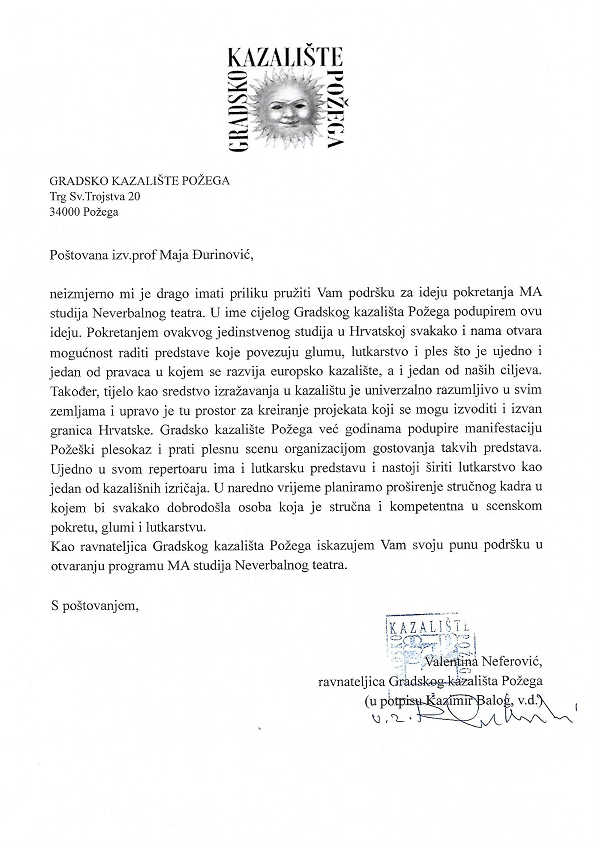 KAZALIŠTE
GRADSKO
POŽEGA
GRADSKO KAZALIŠTE POŽEGA
Trg Sv.Trojstva 20
34000 Požega
Poštovana izv.prof Maja Đurinović,
neizmjerno mi je drago imati priliku pružiti Vam podršku za ideju pokretanja MA
studija Neverbalnog teatra. U ime cijelog Gradskog kazališta Požega podupirem ovu
ideju. Pokretanjem ovakvog jedinstvenog studija u Hrvatskoj svakako i nama otvara
mogućnost raditi predstave koje povezuju glumu, lutkarstvo i ples što je ujedno i
jedan od pravaca u kojem se razvija europsko kazalište, a i jedan od naših ciljeva.
Također, tijelo kao sredstvo izražavanja u kazalištu je univerzalno razumljivo u svim
zemljama i upravo je tu prostor za kreiranje projekata koji se mogu izvoditi i izvan
granica Hrvatske. Gradsko kazalište Požega već godinama podupire manifestaciju
Požeški plesokaz i prati plesnu scenu organizacijom gostovanja takvih predstava.
Ujedno u svom repertoaru ima i lutkarsku predstavu i nastoji širiti lutkarstvo kao
jedan od kazališnih izričaja. U naredno vrijeme planiramo proširenje stručnog kadra u
kojem bi svakako dobrodošla osoba koja je stručna i kompetentna u scenskom
pokretu, glumi i lutkarstvu.
Kao ravnateljica Gradskog kazališta Požega iskazujem Vam svoju punu podršku u
otvaranju programu MA studija Neverbalnog teatra.
S poštovanjem,
KAZALIŠTE
Valentina Neferović,
ravnateljica Gradskog kazališta Požega
(u potpisu Kazimir Balog, v.d.)